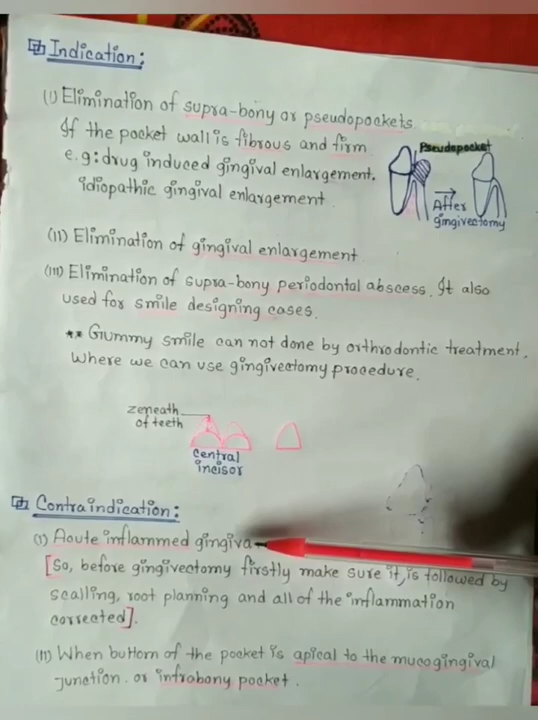 Indication:
(i) Elimination of supra-bony or pseudopockets
If the pocket wall is fibrous and firm
e.g: drug induced gingival enlargement.
idiopathic gingival enlargement
Pseudopocket
After
gingivectomy
(ii) Elimination of gingival enlargement
(iii) Elimination of supra-bony periodontal abscess. It also
used for smile designing cases.
** Gummy smile can not done by orthrodontic treatment.
Where we can use gingivectomy procedure.
zeneath
of teeth
central
incisor
Contraindication:
(i) Acute inflammed gingiva
[So, before gingivectomy firstly make sure it, is followed by
scalling, root planning and all of the inflammation
corrected].
(ii) When buttom of the pocket is apical to the mucogingival
junction. or infrabony pocket.